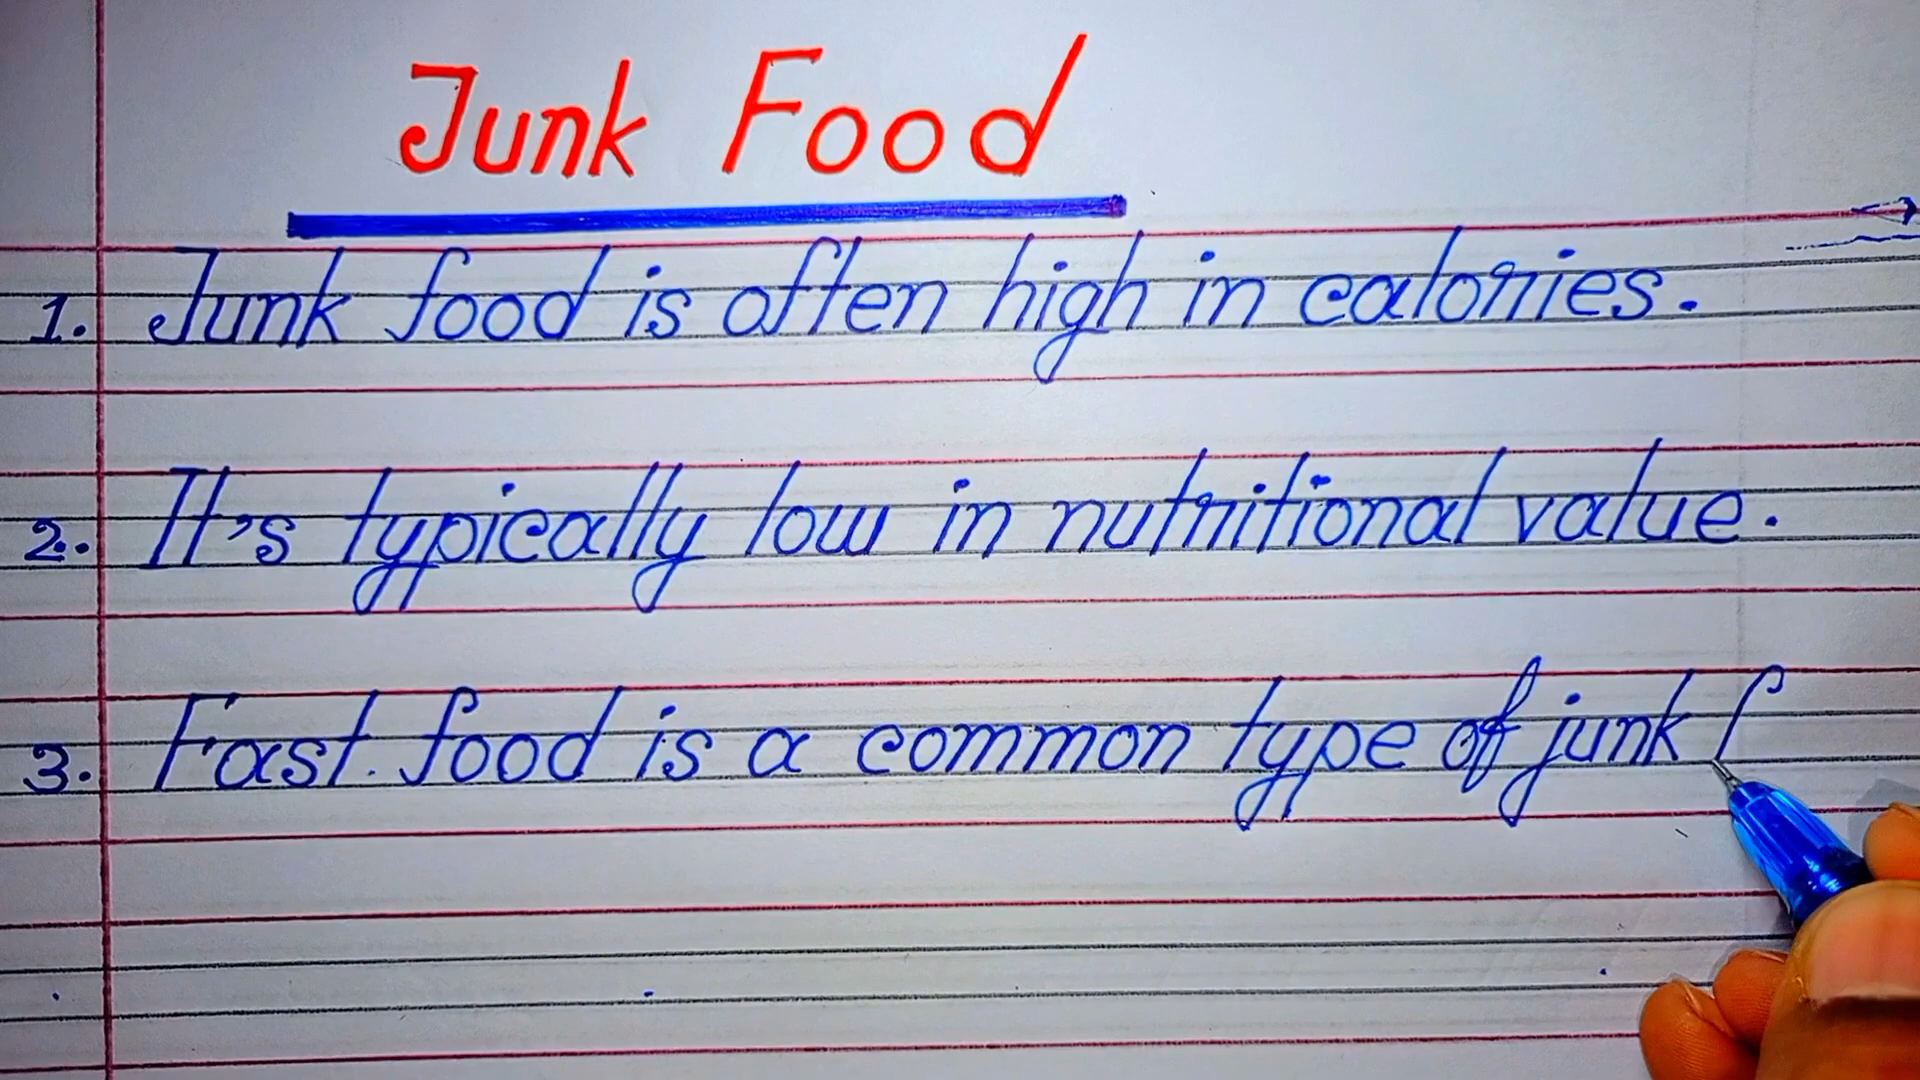 Junk Food
1. Junk food is often high in calories.
2. It's typically low in nutritional value.
3. Fast food is a common type of junk f